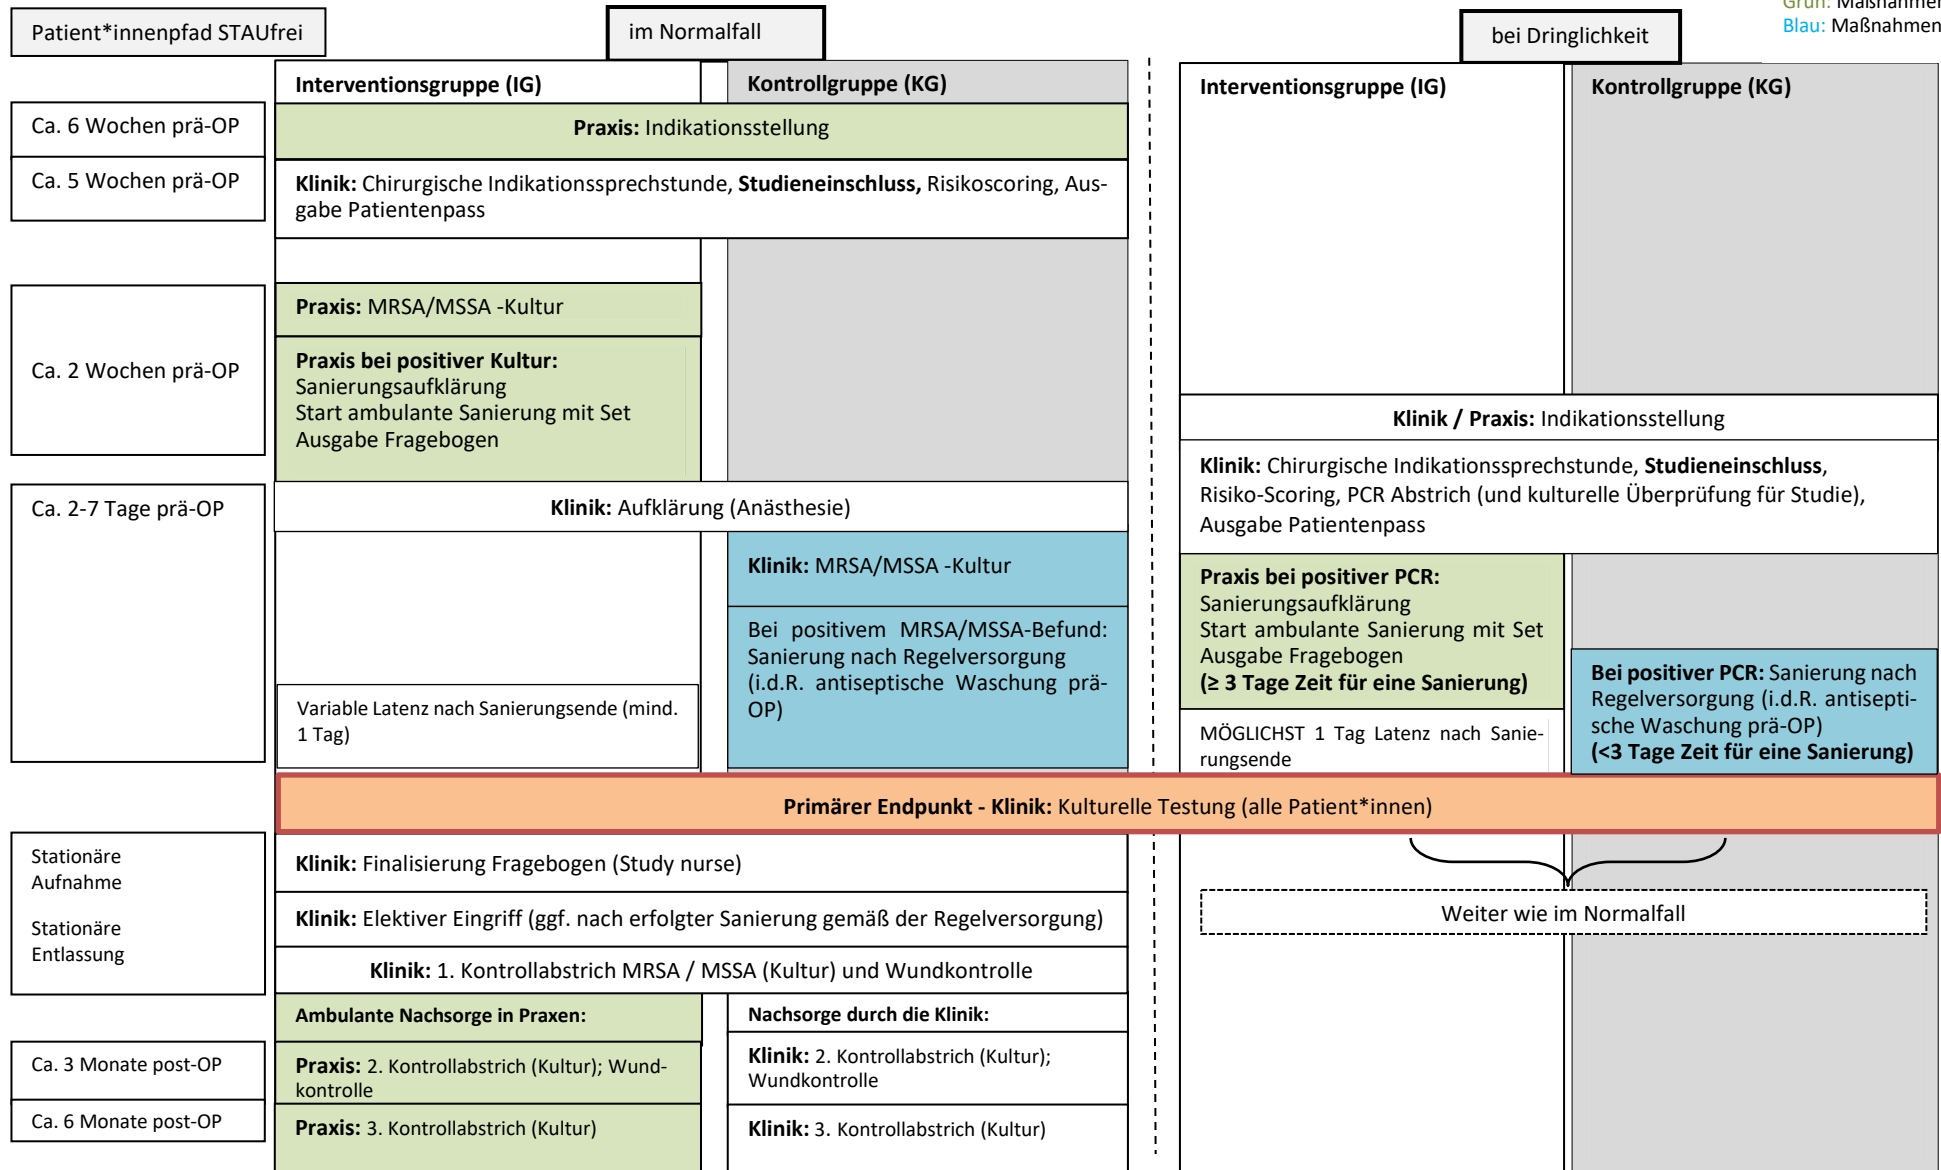 Grün: Maßnahmen
Blau: Maßnahmen
Patient*innenpfad STAUfrei
im Normalfall
bei Dringlichkeit
Interventionsgruppe (IG)
Kontrollgruppe (KG)
Interventionsgruppe (IG)
Kontrollgruppe (KG)
Ca. 6 Wochen prä-OP
Praxis: Indikationsstellung
Ca. 5 Wochen prä-OP
Klinik: Chirurgische Indikationssprechstunde, Studieneinschluss, Risikoscoring, Aus-
gabe Patientenpass
Ca. 2 Wochen prä-OP
Praxis: MRSA/MSSA -Kultur
Praxis bei positiver Kultur:
Sanierungsaufklärung
Start ambulante Sanierung mit Set
Ausgabe Fragebogen
Klinik / Praxis: Indikationsstellung
Klinik: Chirurgische Indikationssprechstunde, Studieneinschluss,
Risiko-Scoring, PCR Abstrich (und kulturelle Überprüfung für Studie),
Ausgabe Patientenpass
Ca. 2-7 Tage prä-OP
Klinik: Aufklärung (Anästhesie)
Klinik: MRSA/MSSA -Kultur
Bei positivem MRSA/MSSA-Befund:
Sanierung nach Regelversorgung
(i.d.R. antiseptische Waschung prä-
OP)
Variable Latenz nach Sanierungsende (mind.
1 Tag)
Praxis bei positiver PCR:
Sanierungsaufklärung
Start ambulante Sanierung mit Set
Ausgabe Fragebogen
(≥ 3 Tage Zeit für eine Sanierung)
MÖGLICHST 1 Tag Latenz nach Sanie-
rungsende
Bei positiver PCR: Sanierung nach
Regelversorgung (i.d.R. antisepti-
sche Waschung prä-OP)
(<3 Tage Zeit für eine Sanierung)
Primärer Endpunkt - Klinik: Kulturelle Testung (alle Patient*innen)
Stationäre
Aufnahme
Stationäre
Entlassung
Klinik: Finalisierung Fragebogen (Study nurse)
Klinik: Elektiver Eingriff (ggf. nach erfolgter Sanierung gemäß der Regelversorgung)
Klinik: 1. Kontrollabstrich MRSA / MSSA (Kultur) und Wundkontrolle
Weiter wie im Normalfall
Ambulante Nachsorge in Praxen:
Nachsorge durch die Klinik:
Ca. 3 Monate post-OP
Praxis: 2. Kontrollabstrich (Kultur); Wund-
kontrolle
Klinik: 2. Kontrollabstrich (Kultur);
Wundkontrolle
Ca. 6 Monate post-OP
Praxis: 3. Kontrollabstrich (Kultur)
Klinik: 3. Kontrollabstrich (Kultur)